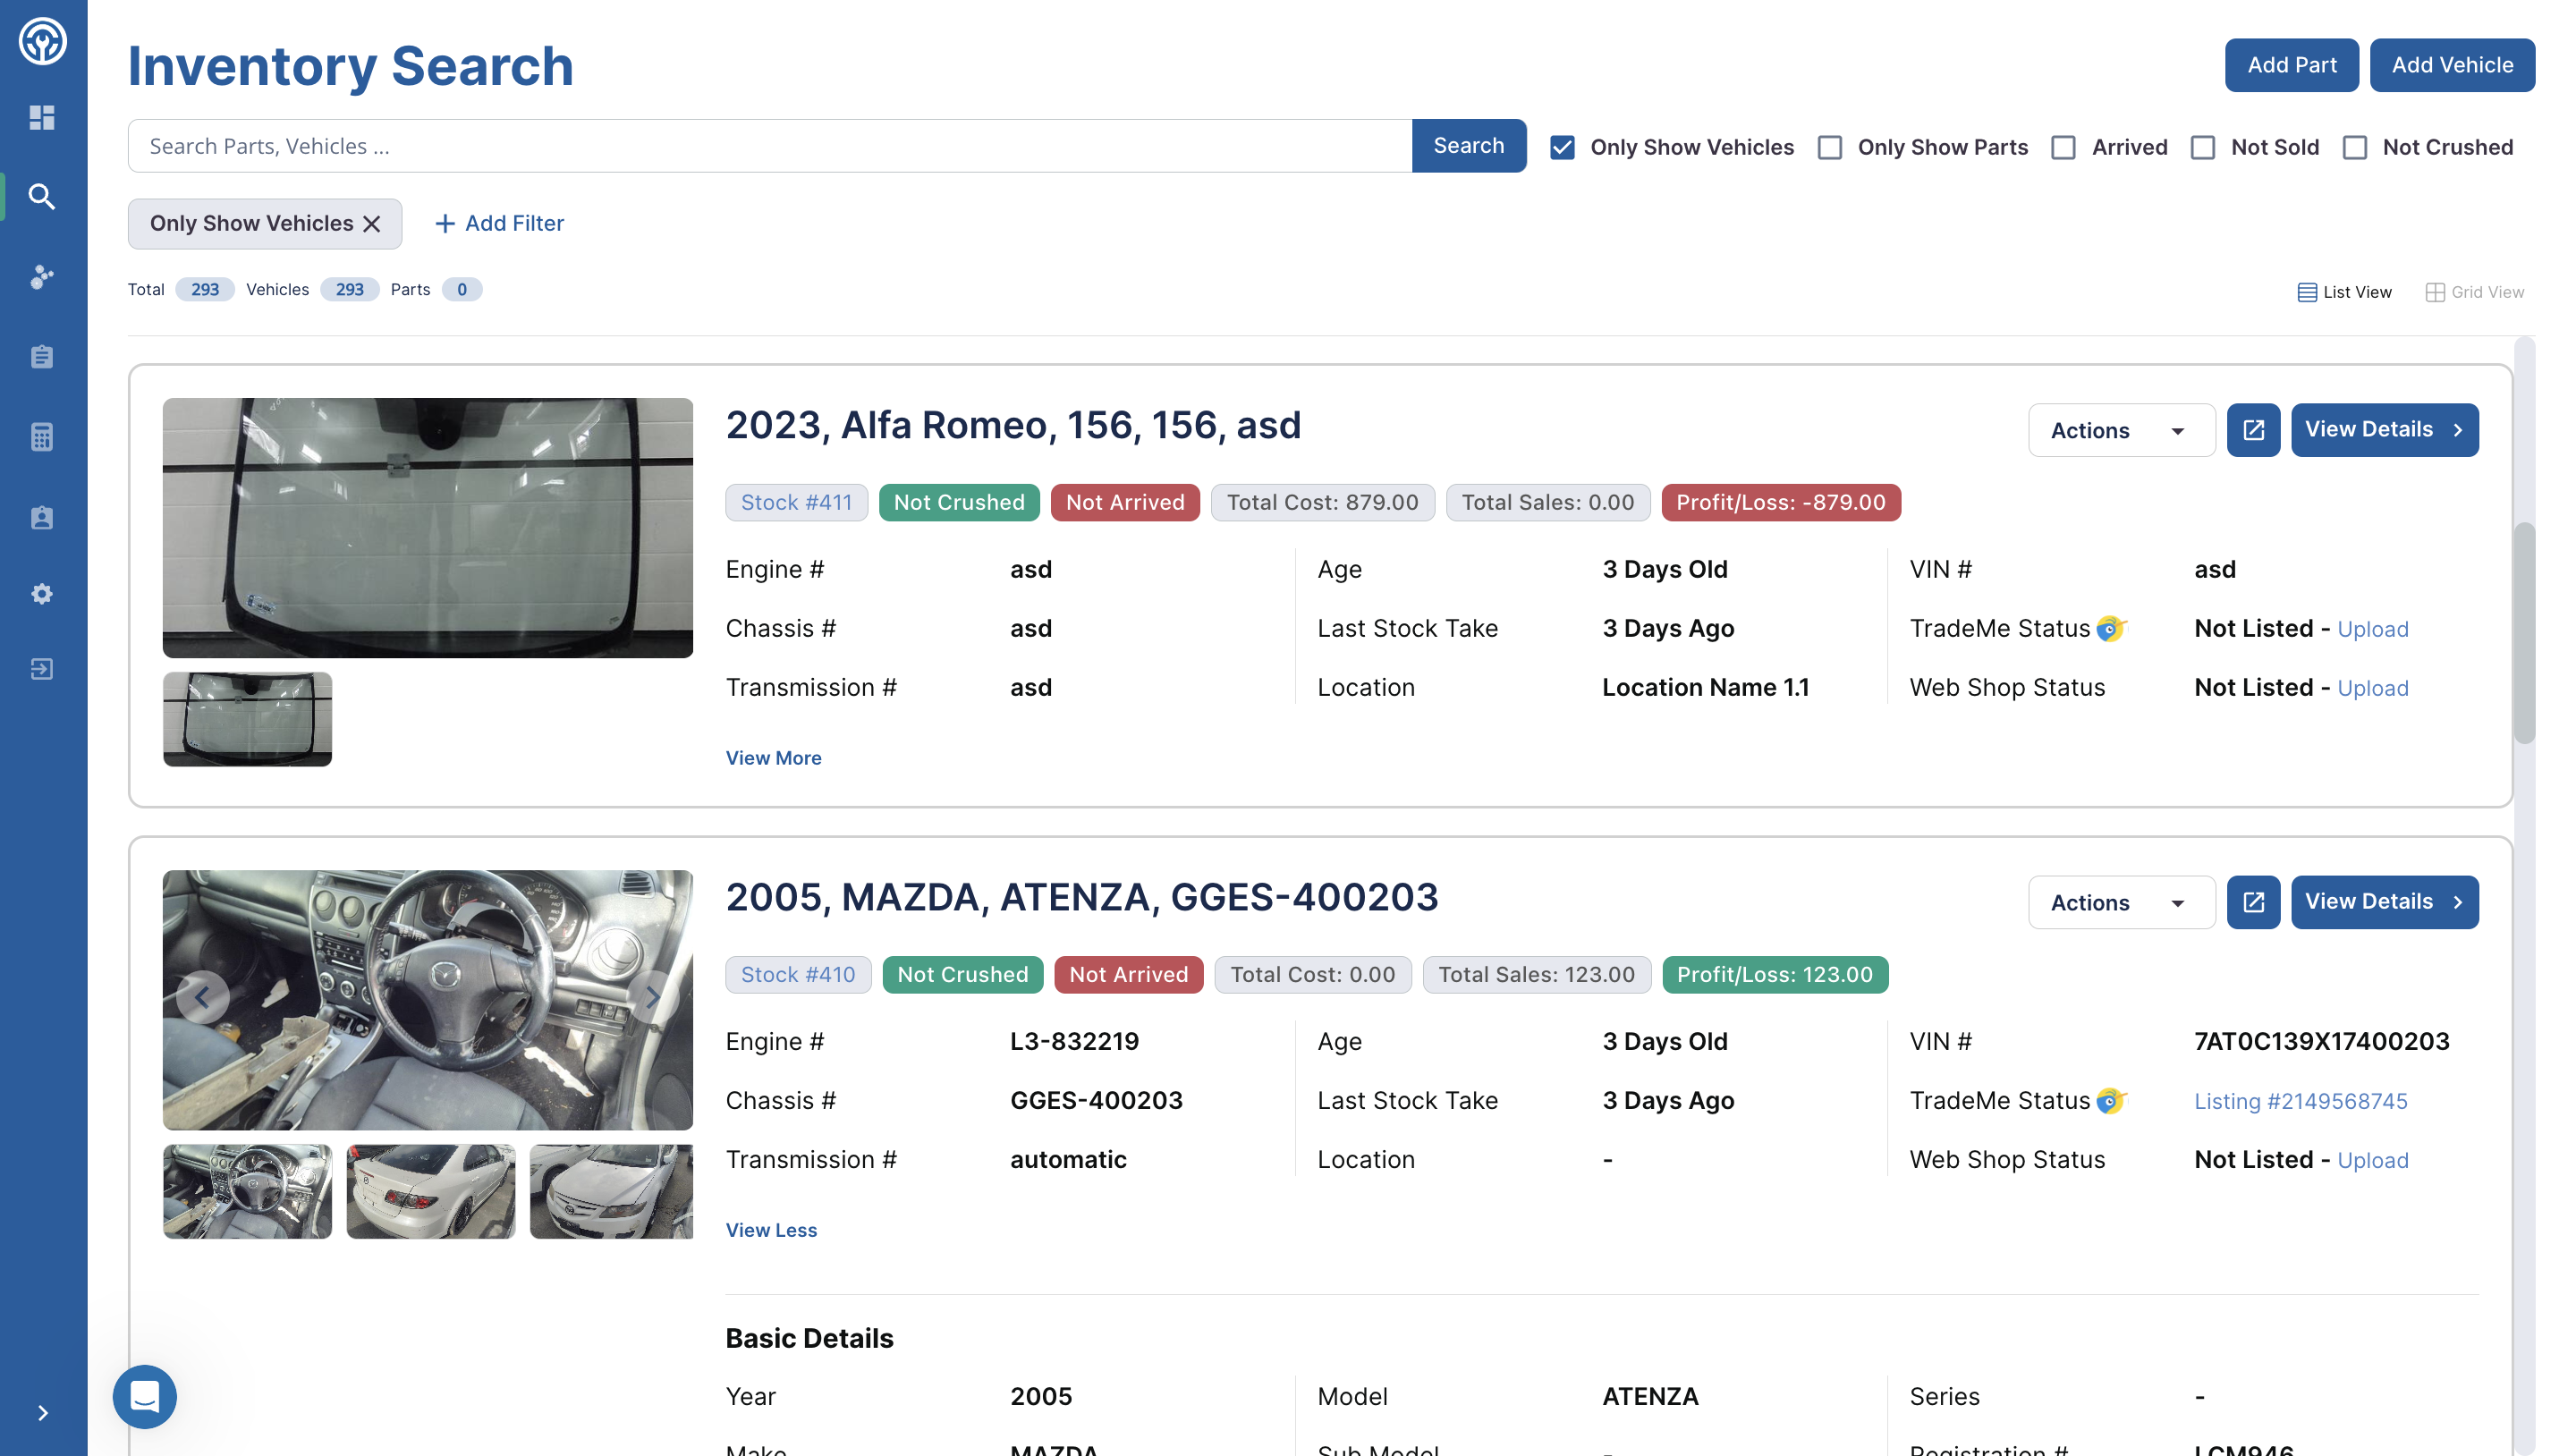 Inventory Search
Add Part
Add Vehicle
Search Parts, Vehicles ...
Search
Only Show Vehicles
Only Show Parts
Arrived
Not Sold
Not Crushed
Only Show Vehicles
Add Filter
Total 293 Vehicles 293 Parts 0
List View
Grid View
2023, Alfa Romeo, 156, 156, asd
Actions
View Details
Stock #411 Not Crushed Not Arrived Total Cost: 879.00 Total Sales: 0.00 Profit/Loss: -879.00
Engine # asd Age 3 Days Old VIN # asd
Chassis # asd Last Stock Take 3 Days Ago TradeMe Status Not Listed - Upload
Transmission # asd Location Location Name 1.1 Web Shop Status Not Listed - Upload
View More
2005, MAZDA, ATENZA, GGES-400203
Actions
View Details
Stock #410 Not Crushed Not Arrived Total Cost: 0.00 Total Sales: 123.00 Profit/Loss: 123.00
Engine # L3-832219 Age 3 Days Old VIN # 7AT0C139X17400203
Chassis # GGES-400203 Last Stock Take 3 Days Ago TradeMe Status Listing #2149568745
Transmission # automatic Location - Web Shop Status Not Listed - Upload
View Less
Basic Details
Year 2005 Model ATENZA Series -
Make MAZDA Sub Model - Registration # LCM946